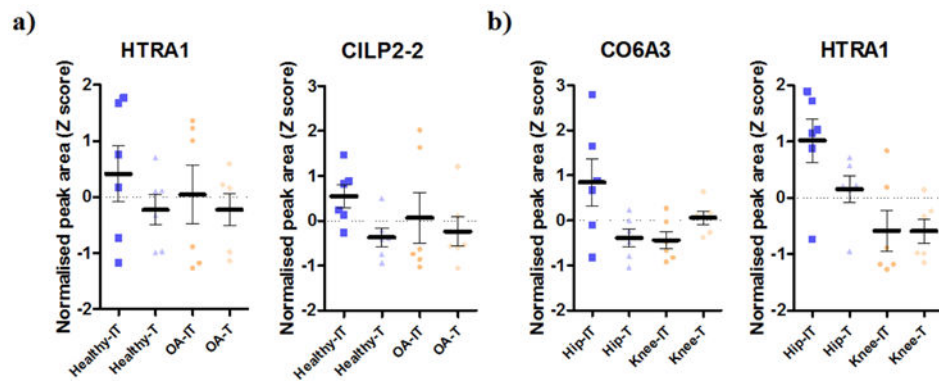 a)
HTRA1
Normalised peak area (Z score)
2
1
0
-1
-2
Healthy-IT
Healthy-T
OA-IT
OA-T
CILP2-2
Normalised peak area (Z score)
3
2
1
0
-1
-2
Healthy-IT
Healthy-T
OA-IT
OA-T
b)
CO6A3
Normalised peak area (Z score)
3
2
1
0
-1
-2
Hip-IT
Hip-T
Knee-IT
Knee-T
HTRA1
Normalised peak area (Z score)
2
1
0
-1
-2
Hip-IT
Hip-T
Knee-IT
Knee-T